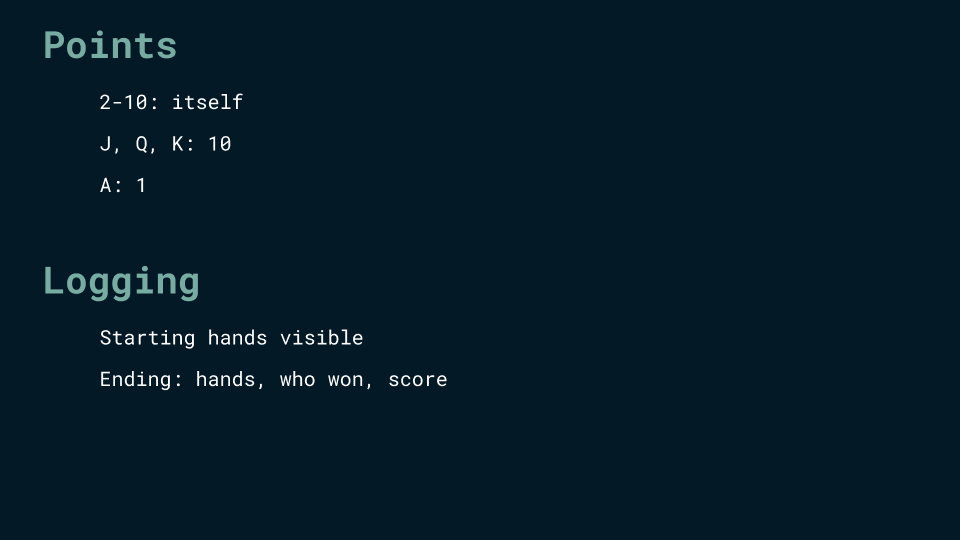 Points
2-10: itself
J, Q, K: 10
A: 1
Logging
Starting hands visible
Ending: hands, who won, score